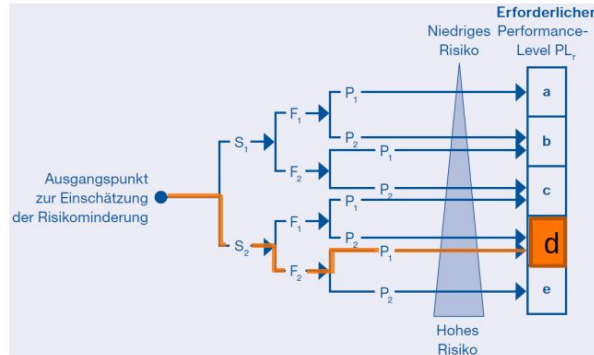 Erforderlicher
Performance-
Level PLr
Niedriges
Risiko
a
P1
F1
P2
b
S1
P1
F2
P2
c
Ausgangspunkt
zur Einschätzung
der Risikominderung
P1
F1
P2
S2
d
P1
F2
P2
e
Hohes
Risiko